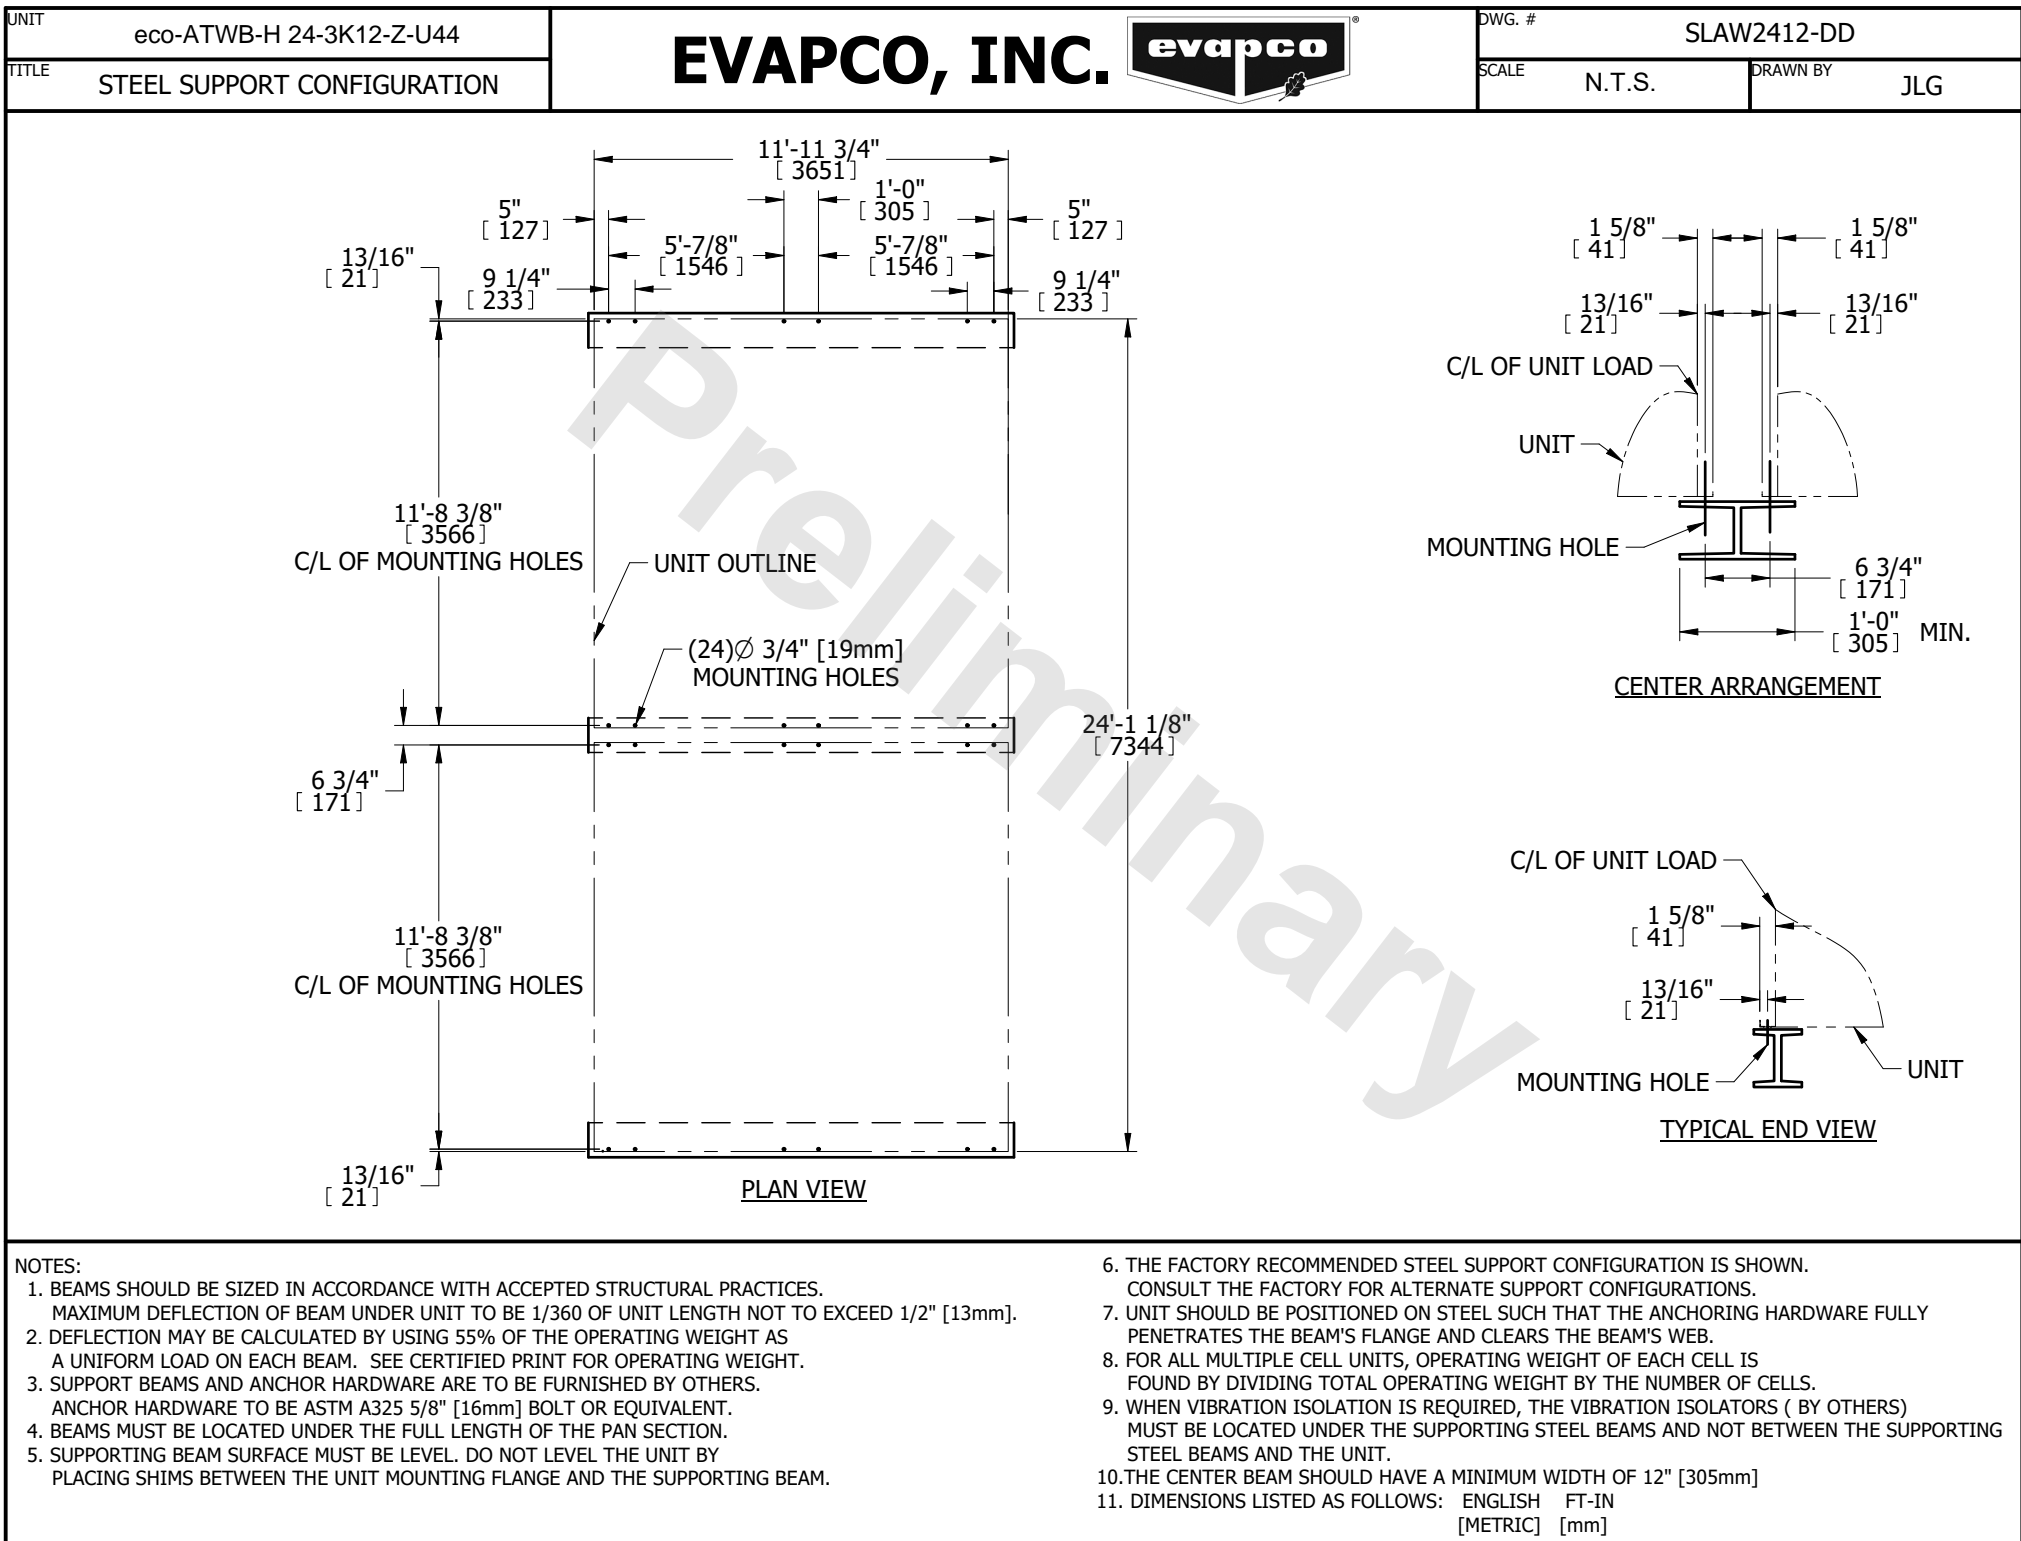 UNIT
eco-ATWB-H 24-3K12-Z-U44
TITLE
STEEL SUPPORT CONFIGURATION
EVAPCO, INC.
evapco
®
DWG. #
SLAW2412-DD
SCALE
N.T.S.
DRAWN BY
JLG
11'-11 3/4"
[ 3651]
1'-0"
[ 305 ]
5"
[ 127]
5"
[ 127 ]
5'-7/8"
[ 1546 ]
5'-7/8"
[ 1546 ]
13/16"
[ 21]
9 1/4"
[ 233]
9 1/4"
[ 233 ]
11'-8 3/8"
[ 3566]
C/L OF MOUNTING HOLES
UNIT OUTLINE
(24)∅ 3/4" [19mm]
MOUNTING HOLES
24'-1 1/8"
[ 7344]
6 3/4"
[ 171]
11'-8 3/8"
[ 3566]
C/L OF MOUNTING HOLES
13/16"
[ 21]
PLAN VIEW
Preliminary
1 5/8"
[ 41]
1 5/8"
[ 41]
13/16"
[ 21]
13/16"
[ 21]
C/L OF UNIT LOAD
UNIT
MOUNTING HOLE
6 3/4"
[ 171]
1'-0"
[ 305] MIN.
CENTER ARRANGEMENT
C/L OF UNIT LOAD
1 5/8"
[ 41]
13/16"
[ 21]
MOUNTING HOLE
UNIT
TYPICAL END VIEW
NOTES:
1. BEAMS SHOULD BE SIZED IN ACCORDANCE WITH ACCEPTED STRUCTURAL PRACTICES.
MAXIMUM DEFLECTION OF BEAM UNDER UNIT TO BE 1/360 OF UNIT LENGTH NOT TO EXCEED 1/2" [13mm].
2. DEFLECTION MAY BE CALCULATED BY USING 55% OF THE OPERATING WEIGHT AS
A UNIFORM LOAD ON EACH BEAM. SEE CERTIFIED PRINT FOR OPERATING WEIGHT.
3. SUPPORT BEAMS AND ANCHOR HARDWARE ARE TO BE FURNISHED BY OTHERS.
ANCHOR HARDWARE TO BE ASTM A325 5/8" [16mm] BOLT OR EQUIVALENT.
4. BEAMS MUST BE LOCATED UNDER THE FULL LENGTH OF THE PAN SECTION.
5. SUPPORTING BEAM SURFACE MUST BE LEVEL. DO NOT LEVEL THE UNIT BY
PLACING SHIMS BETWEEN THE UNIT MOUNTING FLANGE AND THE SUPPORTING BEAM.
6. THE FACTORY RECOMMENDED STEEL SUPPORT CONFIGURATION IS SHOWN.
CONSULT THE FACTORY FOR ALTERNATE SUPPORT CONFIGURATIONS.
7. UNIT SHOULD BE POSITIONED ON STEEL SUCH THAT THE ANCHORING HARDWARE FULLY
PENETRATES THE BEAM'S FLANGE AND CLEARS THE BEAM'S WEB.
8. FOR ALL MULTIPLE CELL UNITS, OPERATING WEIGHT OF EACH CELL IS
FOUND BY DIVIDING TOTAL OPERATING WEIGHT BY THE NUMBER OF CELLS.
9. WHEN VIBRATION ISOLATION IS REQUIRED, THE VIBRATION ISOLATORS ( BY OTHERS)
MUST BE LOCATED UNDER THE SUPPORTING STEEL BEAMS AND NOT BETWEEN THE SUPPORTING
STEEL BEAMS AND THE UNIT.
10.THE CENTER BEAM SHOULD HAVE A MINIMUM WIDTH OF 12" [305mm]
11. DIMENSIONS LISTED AS FOLLOWS: ENGLISH FT-IN
[METRIC] [mm]